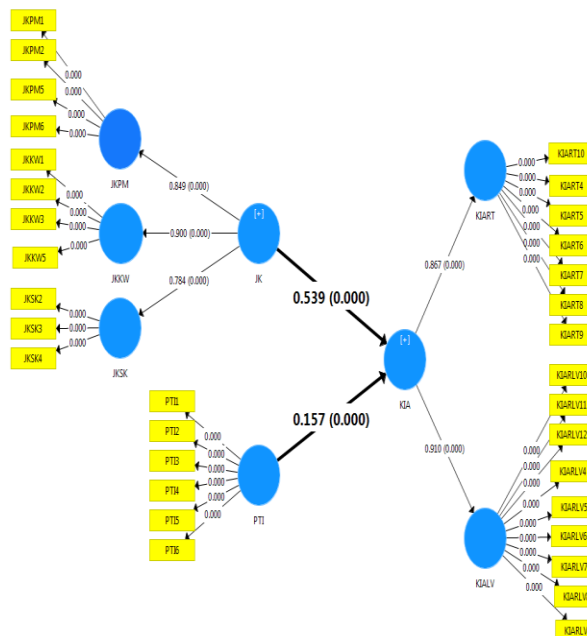 JKPM1
JKPM2
JKPM5
JKPM6
0.000
0.000
0.000
0.000
JKPM
JKKW1
JKKW2
JKKW3
JKKW5
0.000
0.000
0.000
0.000
JKKW
JKSK2
JKSK3
JKSK4
0.000
0.000
0.000
JKSK
0.849 (0.000)
0.900 (0.000)
0.784 (0.000)
[+]
JK
0.539 (0.000)
0.157 (0.000)
PTI1
PTI2
PTI3
PTI4
PTI5
PTI6
0.000
0.000
0.000
0.000
0.000
0.000
PTI
[+]
KIA
0.867 (0.000)
0.910 (0.000)
KIART
0.000
0.000
0.000
0.000
0.000
0.000
0.000
KIART10
KIART4
KIART5
KIART6
KIART7
KIART8
KIART9
KIALV
0.000
0.000
0.000
0.000
0.000
0.000
0.000
0.000
0.000
KIARLV10
KIARLV11
KIARLV12
KIARLV4
KIARLV5
KIARLV6
KIARLV7